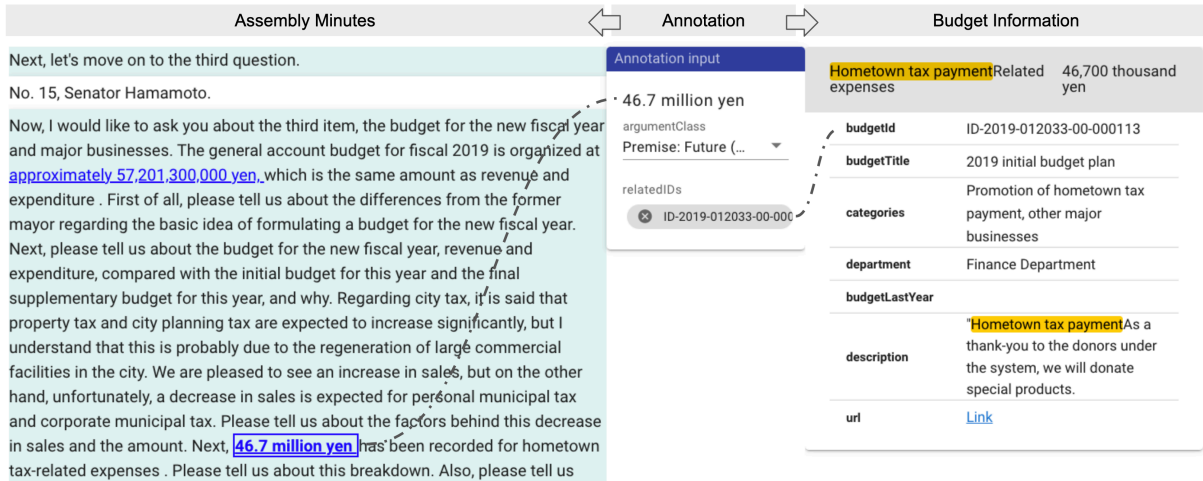 Assembly Minutes
Annotation
Budget Information
Next, let's move on to the third question.
No. 15, Senator Hamamoto.
Now, I would like to ask you about the third item, the budget for the new fiscal year
and major businesses. The general account budget for fiscal 2019 is organized at
approximately 57,201,300,000 yen, which is the same amount as revenue and
expenditure . First of all, please tell us about the differences from the former
mayor regarding the basic idea of formulating a budget for the new fiscal year.
Next, please tell us about the budget for the new fiscal year, revenue and
expenditure, compared with the initial budget for this year and the final
supplementary budget for this year, and why. Regarding city tax, it is said that
property tax and city planning tax are expected to increase significantly, but I
understand that this is probably due to the regeneration of large commercial
facilities in the city. We are pleased to see an increase in sales, but on the other
hand, unfortunately, a decrease in sales is expected for personal municipal tax
and corporate municipal tax. Please tell us about the factors behind this decrease
in sales and the amount. Next, 46.7 million yen has been recorded for hometown
tax-related expenses . Please tell us about this breakdown. Also, please tell us
Annotation input
46.7 million yen
argumentClass
Premise: Future (...
relatedIDs
ID-2019-012033-00-000
Hometown tax paymentRelated
expenses
46,700 thousand
yen
budgetId ID-2019-012033-00-000113
budgetTitle 2019 initial budget plan
categories Promotion of hometown tax
payment, other major
businesses
department Finance Department
budgetLastYear
description "Hometown tax paymentAs a
thank-you to the donors under
the system, we will donate
special products.
url Link